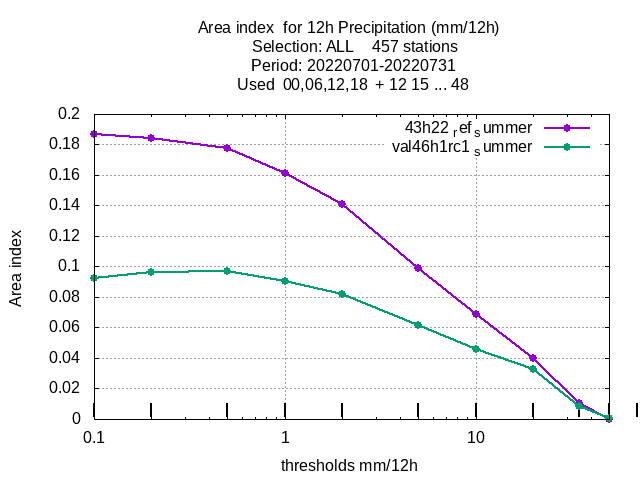 Area index  for 12h Precipitation (mm/12h)
Selection: ALL    457 stations
Period: 20220701-20220731
Used  00,06,12,18  + 12 15 ... 48
43h22refsummer
val46h1rc1summer
0.2
0.18
0.16
0.14
0.12
0.1
0.08
0.06
0.04
0.02
0
Area index
0.1 1 10
thresholds mm/12h